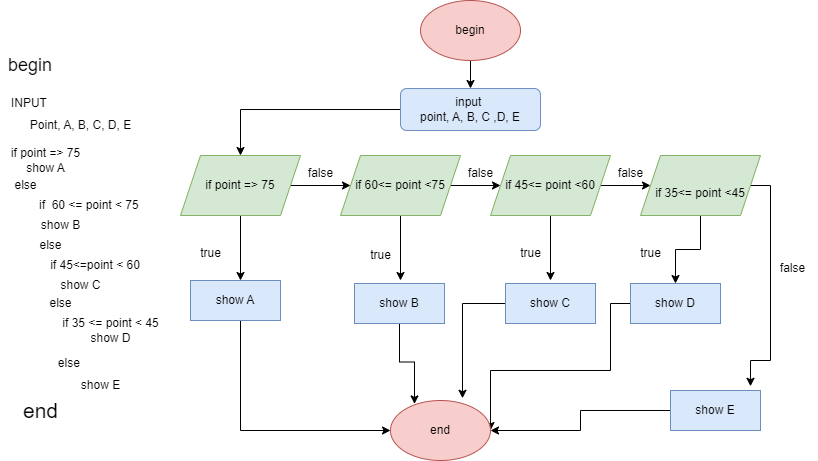 begin
INPUT
Point, A, B, C, D, E
if point => 75
show A
else
if 60 <= point < 75
show B
else
if 45<=point < 60
show C
else
if 35 <= point < 45
show D
else
show E
end
begin
input
point, A, B, C ,D, E
if point => 75
false
if 60<= point <75
false
if 45<= point <60
false
if 35<= point <45
true
true
true
true
false
show A
show B
show C
show D
show E
end